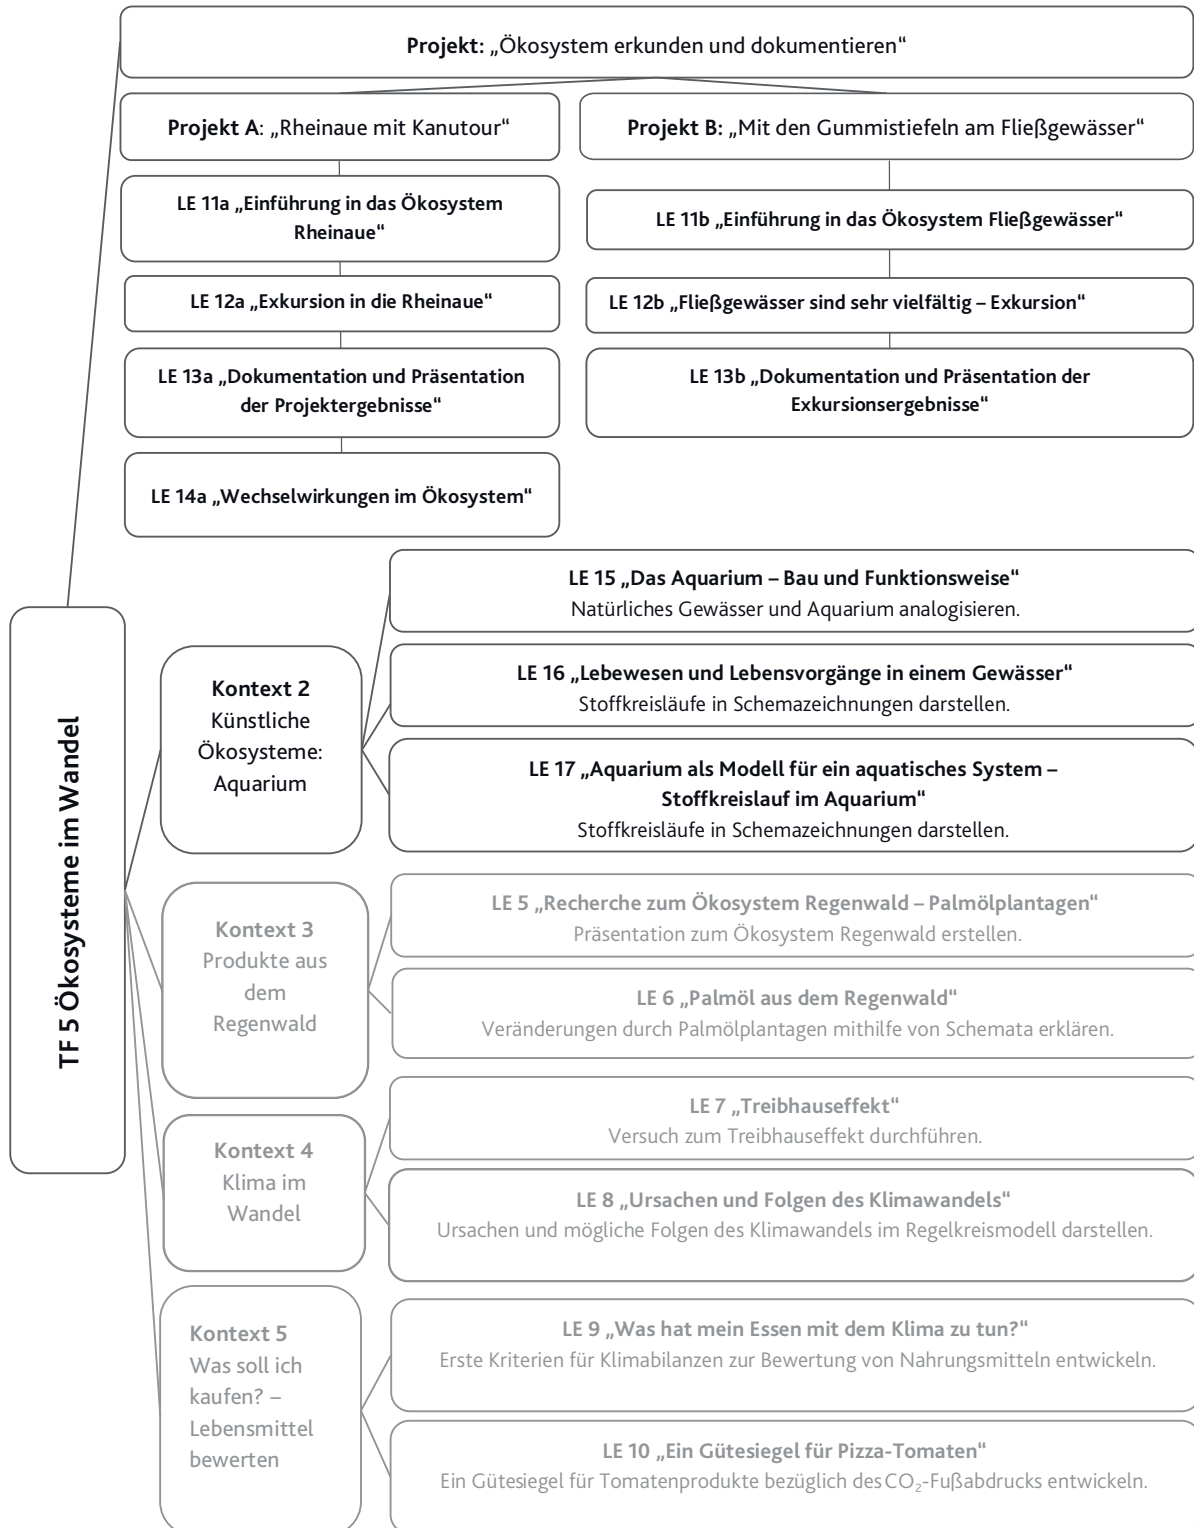 Projekt: „Ökosystem erkunden und dokumentieren“
Projekt A: „Rheinaue mit Kanutour“
LE 11a „Einführung in das Ökosystem
Rheinaue“
LE 12a „Exkursion in die Rheinaue“
LE 13a „Dokumentation und Präsentation
der Projektergebnisse“
LE 14a „Wechselwirkungen im Ökosystem“
Projekt B: „Mit den Gummistiefeln am Fließgewässer“
LE 11b „Einführung in das Ökosystem Fließgewässer“
LE 12b „Fließgewässer sind sehr vielfältig – Exkursion“
LE 13b „Dokumentation und Präsentation der
Exkursionsergebnisse“
TF 5 Ökosysteme im Wandel
Kontext 2
Künstliche
Ökosysteme:
Aquarium
LE 15 „Das Aquarium – Bau und Funktionsweise“
Natürliches Gewässer und Aquarium analogisieren.
LE 16 „Lebewesen und Lebensvorgänge in einem Gewässer“
Stoffkreisläufe in Schemazeichnungen darstellen.
LE 17 „Aquarium als Modell für ein aquatisches System –
Stoffkreislauf im Aquarium“
Stoffkreisläufe in Schemazeichnungen darstellen.
Kontext 3
Produkte aus
dem
Regenwald
LE 5 „Recherche zum Ökosystem Regenwald – Palmölplantagen“
Präsentation zum Ökosystem Regenwald erstellen.
LE 6 „Palmöl aus dem Regenwald“
Veränderungen durch Palmölplantagen mithilfe von Schemata erklären.
Kontext 4
Klima im
Wandel
LE 7 „Treibhauseffekt“
Versuch zum Treibhauseffekt durchführen.
LE 8 „Ursachen und Folgen des Klimawandels“
Ursachen und mögliche Folgen des Klimawandels im Regelkreismodell darstellen.
Kontext 5
Was soll ich
kaufen? –
Lebensmittel
bewerten
LE 9 „Was hat mein Essen mit dem Klima zu tun?“
Erste Kriterien für Klimabilanzen zur Bewertung von Nahrungsmitteln entwickeln.
LE 10 „Ein Gütesiegel für Pizza-Tomaten“
Ein Gütesiegel für Tomatenprodukte bezüglich des CO₂-Fußabdrucks entwickeln.